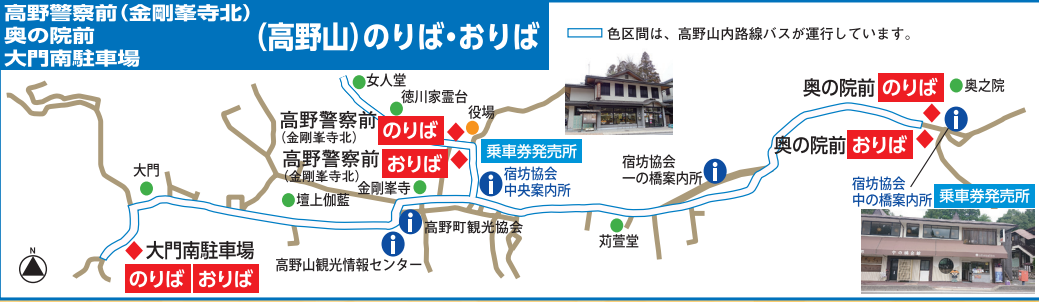 高野警察前(金剛峯寺北)
奥の院前
大門南駐車場
(高野山)のりば・おりば
色区間は、高野山内路線バスが運行しています。
女人堂
徳川家霊台
役場
高野警察前
(金剛峯寺北)
のりば
高野警察前
(金剛峯寺北)
おりば
乗車券発売所
宿坊協会
中央案内所
金剛峯寺
大門
壇上伽藍
高野町観光協会
高野山観光情報センター
大門南駐車場
のりば おりば
N
宿坊協会
一の橋案内所
苅萱堂
奥の院前 のりば
奥之院
奥の院前 おりば
宿坊協会
中の橋案内所
乗車券発売所